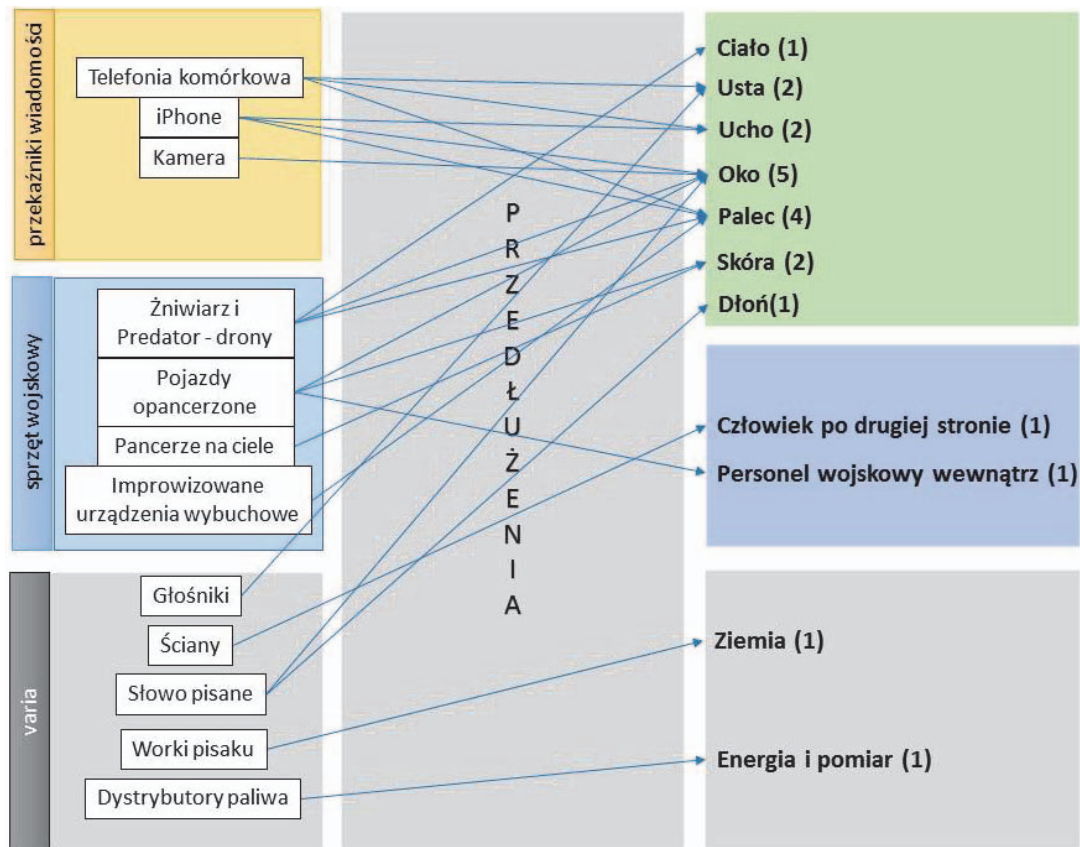 przekaźniki wiadomości
Telefonia komórkowa
iPhone
Kamera
sprzęt wojskowy
Żniwiarz i
Predator - drony
Pojazdy
opancerzone
Pancerze na ciele
Improwizowane
urządzenia wybuchowe
varia
Głośniki
Ściany
Słowo pisane
Worki pisaku
Dystrybutory paliwa
P
R
Z
E
D
Ł
U
Ż
E
N
I
A
Ciało (1)
Usta (2)
Ucho (2)
Oko (5)
Palec (4)
Skóra (2)
Dłoń(1)
Człowiek po drugiej stronie (1)
Personel wojskowy wewnątrz (1)
Ziemia (1)
Energia i pomiar (1)